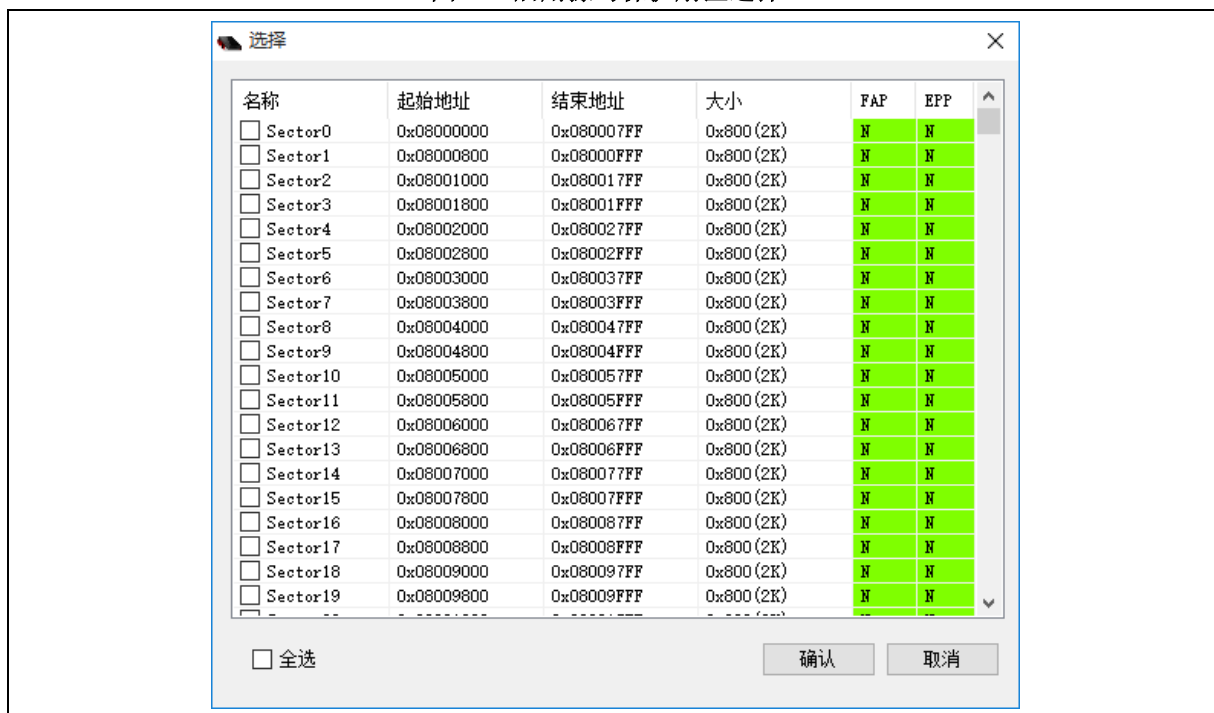 选择
名称 起始地址 结束地址 大小 FAP EPP
Sector0 0x08000000 0x080007FF 0x800(2K) N N
Sector1 0x08000800 0x08000FFF 0x800(2K) N N
Sector2 0x08001000 0x080017FF 0x800(2K) N N
Sector3 0x08001800 0x08001FFF 0x800(2K) N N
Sector4 0x08002000 0x080027FF 0x800(2K) N N
Sector5 0x08002800 0x08002FFF 0x800(2K) N N
Sector6 0x08003000 0x080037FF 0x800(2K) N N
Sector7 0x08003800 0x08003FFF 0x800(2K) N N
Sector8 0x08004000 0x080047FF 0x800(2K) N N
Sector9 0x08004800 0x08004FFF 0x800(2K) N N
Sector10 0x08005000 0x080057FF 0x800(2K) N N
Sector11 0x08005800 0x08005FFF 0x800(2K) N N
Sector12 0x08006000 0x080067FF 0x800(2K) N N
Sector13 0x08006800 0x08006FFF 0x800(2K) N N
Sector14 0x08007000 0x080077FF 0x800(2K) N N
Sector15 0x08007800 0x08007FFF 0x800(2K) N N
Sector16 0x08008000 0x080087FF 0x800(2K) N N
Sector17 0x08008800 0x08008FFF 0x800(2K) N N
Sector18 0x08009000 0x080097FF 0x800(2K) N N
Sector19 0x08009800 0x08009FFF 0x800(2K) N N
全选 确认 取消